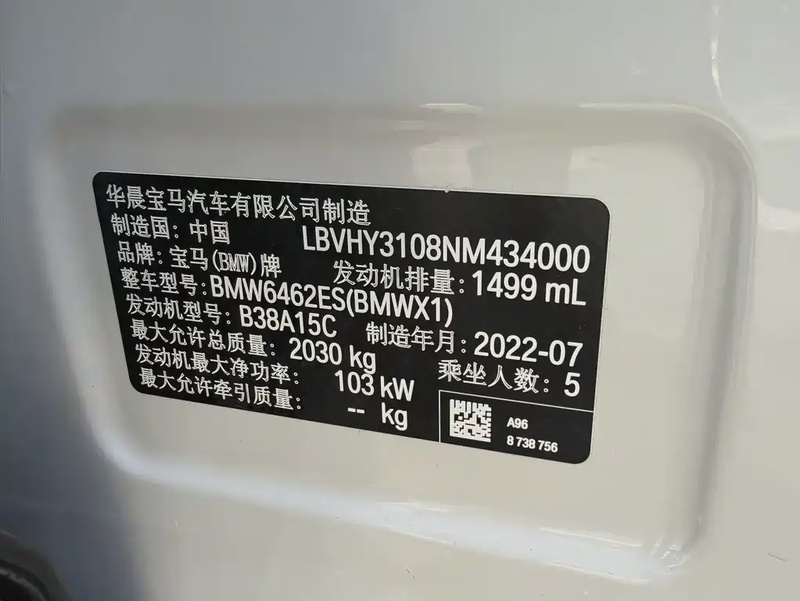 华晨宝马汽车有限公司制造
制造国：中国 LBVHY3108NM434000
品牌：宝马(BMW)牌 发动机排量：1499 mL
整车型号：BMW6462ES(BMWX1)
发动机型号：B38A15C 制造年月：2022-07
最大允许总质量：2030 kg 乘坐人数：5
发动机最大净功率：103 kW
最大允许牵引质量：-- kg
A96
8 738 756